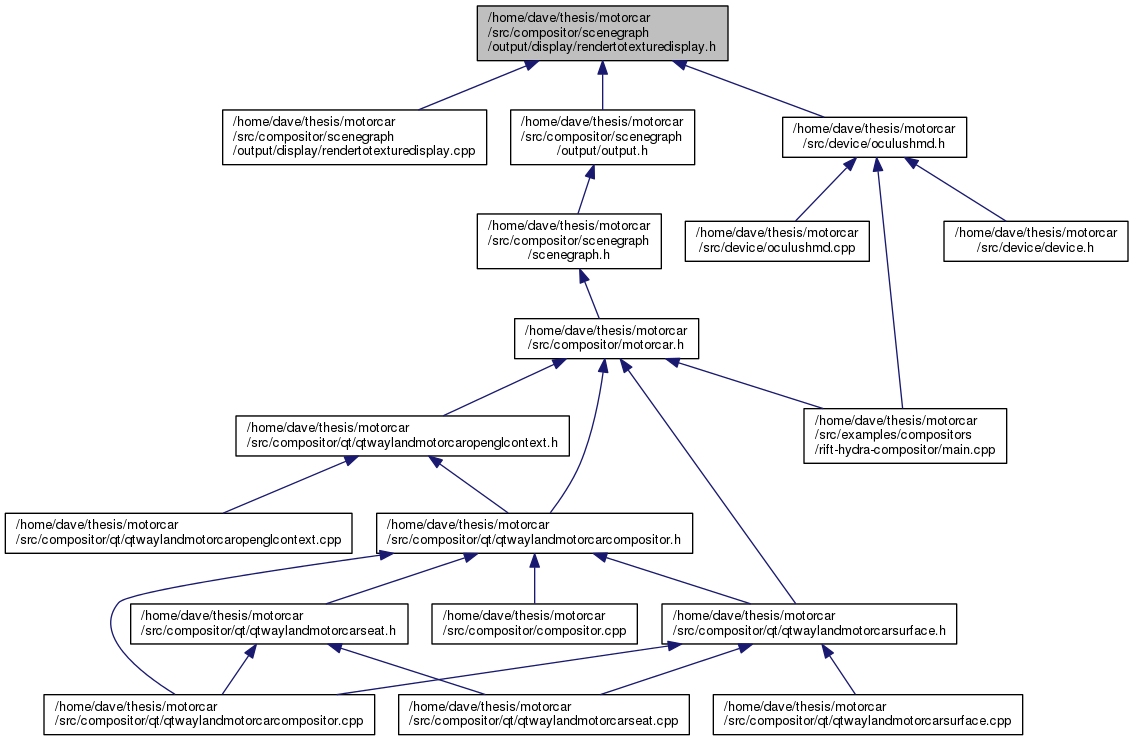 /home/dave/thesis/motorcar
/src/compositor/scenegraph
/output/display/rendertotexturedisplay.h
/home/dave/thesis/motorcar
/src/compositor/scenegraph
/output/display/rendertotexturedisplay.cpp
/home/dave/thesis/motorcar
/src/compositor/scenegraph
/output/output.h
/home/dave/thesis/motorcar
/src/device/oculushmd.h
/home/dave/thesis/motorcar
/src/compositor/scenegraph
/scenegraph.h
/home/dave/thesis/motorcar
/src/device/oculushmd.cpp
/home/dave/thesis/motorcar
/src/device/device.h
/home/dave/thesis/motorcar
/src/compositor/motorcar.h
/home/dave/thesis/motorcar
/src/compositor/qt/qtwaylandmotorcaropenglcontext.h
/home/dave/thesis/motorcar
/src/examples/compositors
/rift-hydra-compositor/main.cpp
/home/dave/thesis/motorcar
/src/compositor/qt/qtwaylandmotorcaropenglcontext.cpp
/home/dave/thesis/motorcar
/src/compositor/qt/qtwaylandmotorcarcompositor.h
/home/dave/thesis/motorcar
/src/compositor/qt/qtwaylandmotorcarseat.h
/home/dave/thesis/motorcar
/src/compositor/compositor.cpp
/home/dave/thesis/motorcar
/src/compositor/qt/qtwaylandmotorcarsurface.h
/home/dave/thesis/motorcar
/src/compositor/qt/qtwaylandmotorcarcompositor.cpp
/home/dave/thesis/motorcar
/src/compositor/qt/qtwaylandmotorcarseat.cpp
/home/dave/thesis/motorcar
/src/compositor/qt/qtwaylandmotorcarsurface.cpp